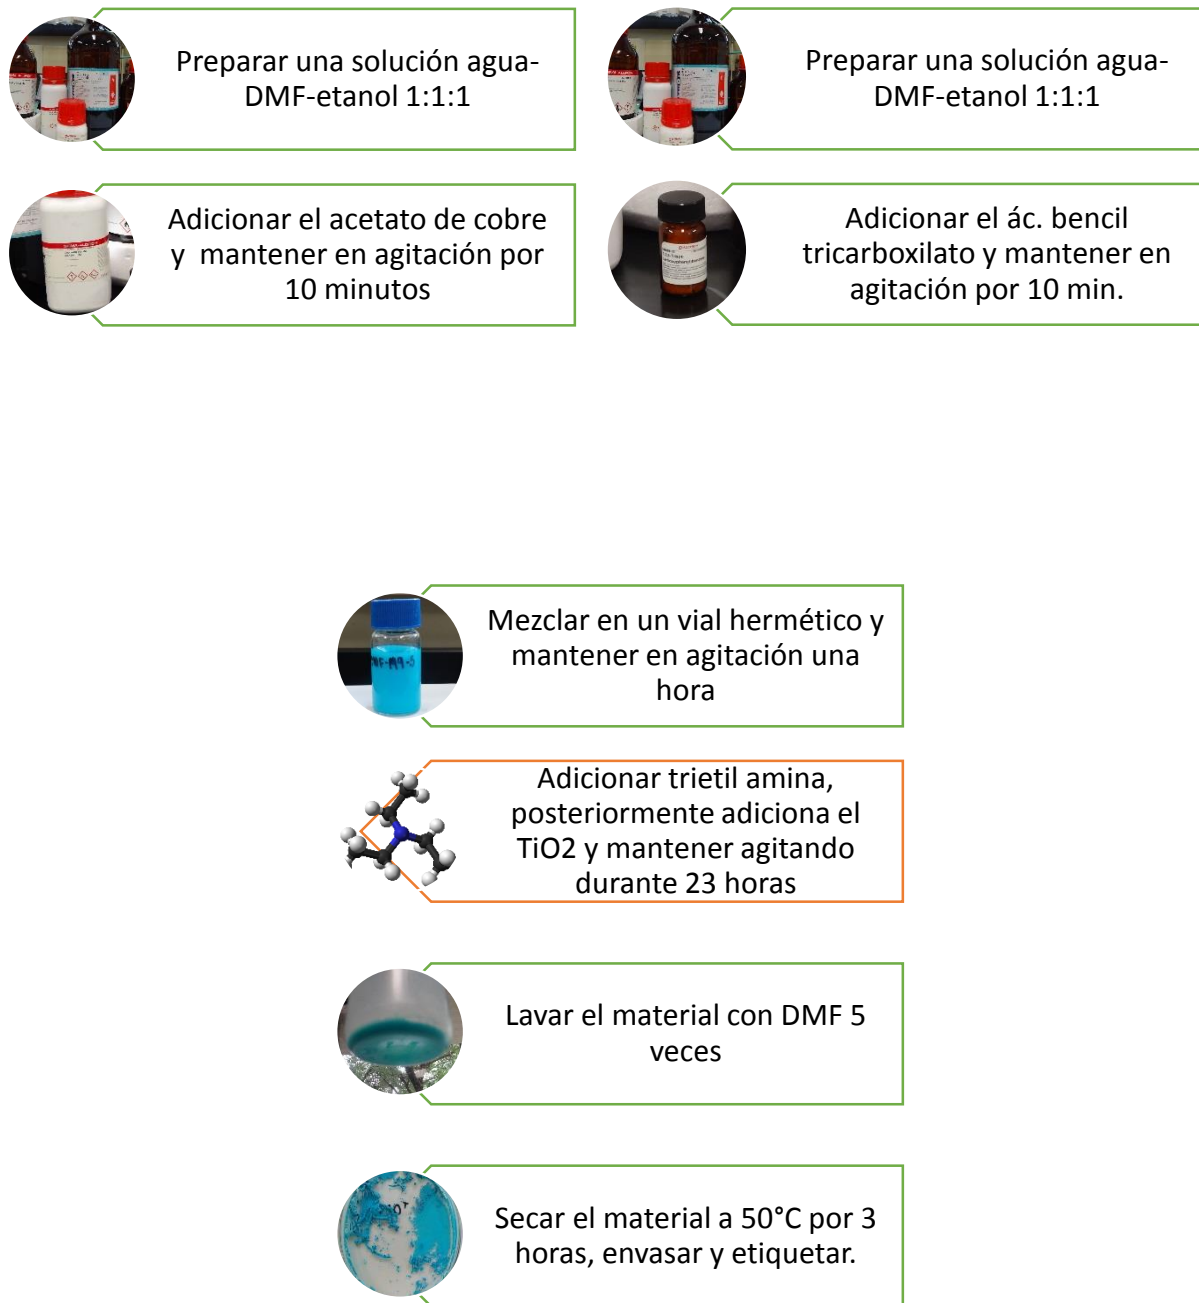 Preparar una solución agua-
DMF-etanol 1:1:1
Preparar una solución agua-
DMF-etanol 1:1:1
Adicionar el acetato de cobre
y mantener en agitación por
10 minutos
Adicionar el ác. bencil
tricarboxilato y mantener en
agitación por 10 min.
Mezclar en un vial hermético y
mantener en agitación una
hora
Adicionar trietil amina,
posteriormente adiciona el
TiO2 y mantener agitando
durante 23 horas
Lavar el material con DMF 5
veces
Secar el material a 50°C por 3
horas, envasar y etiquetar.